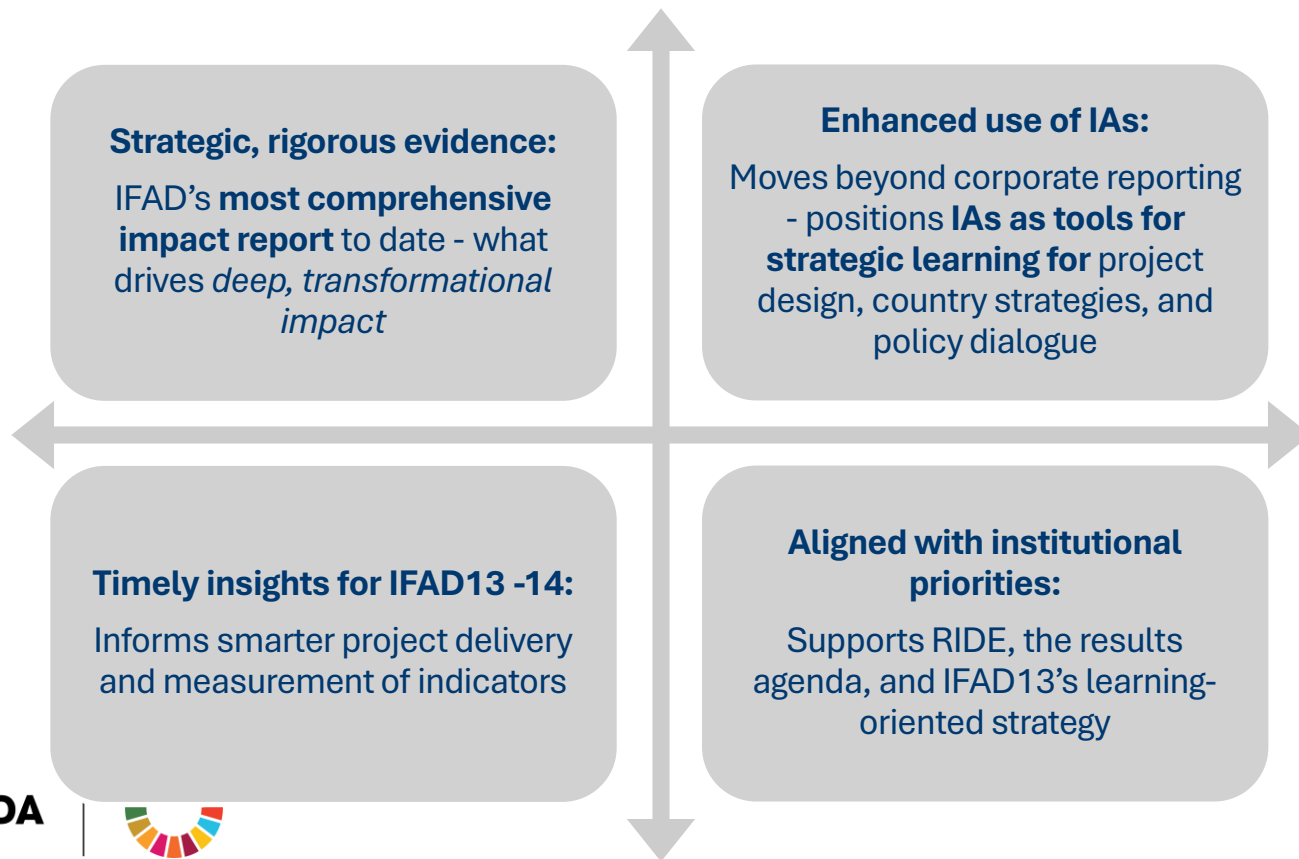 Strategic, rigorous evidence:
IFAD’s most comprehensive
impact report to date - what
drives deep, transformational
impact
Enhanced use of IAs:
Moves beyond corporate reporting
- positions IAs as tools for
strategic learning for project
design, country strategies, and
policy dialogue
Timely insights for IFAD13 -14:
Informs smarter project delivery
and measurement of indicators
Aligned with institutional
priorities:
Supports RIDE, the results
agenda, and IFAD13’s learning-
oriented strategy